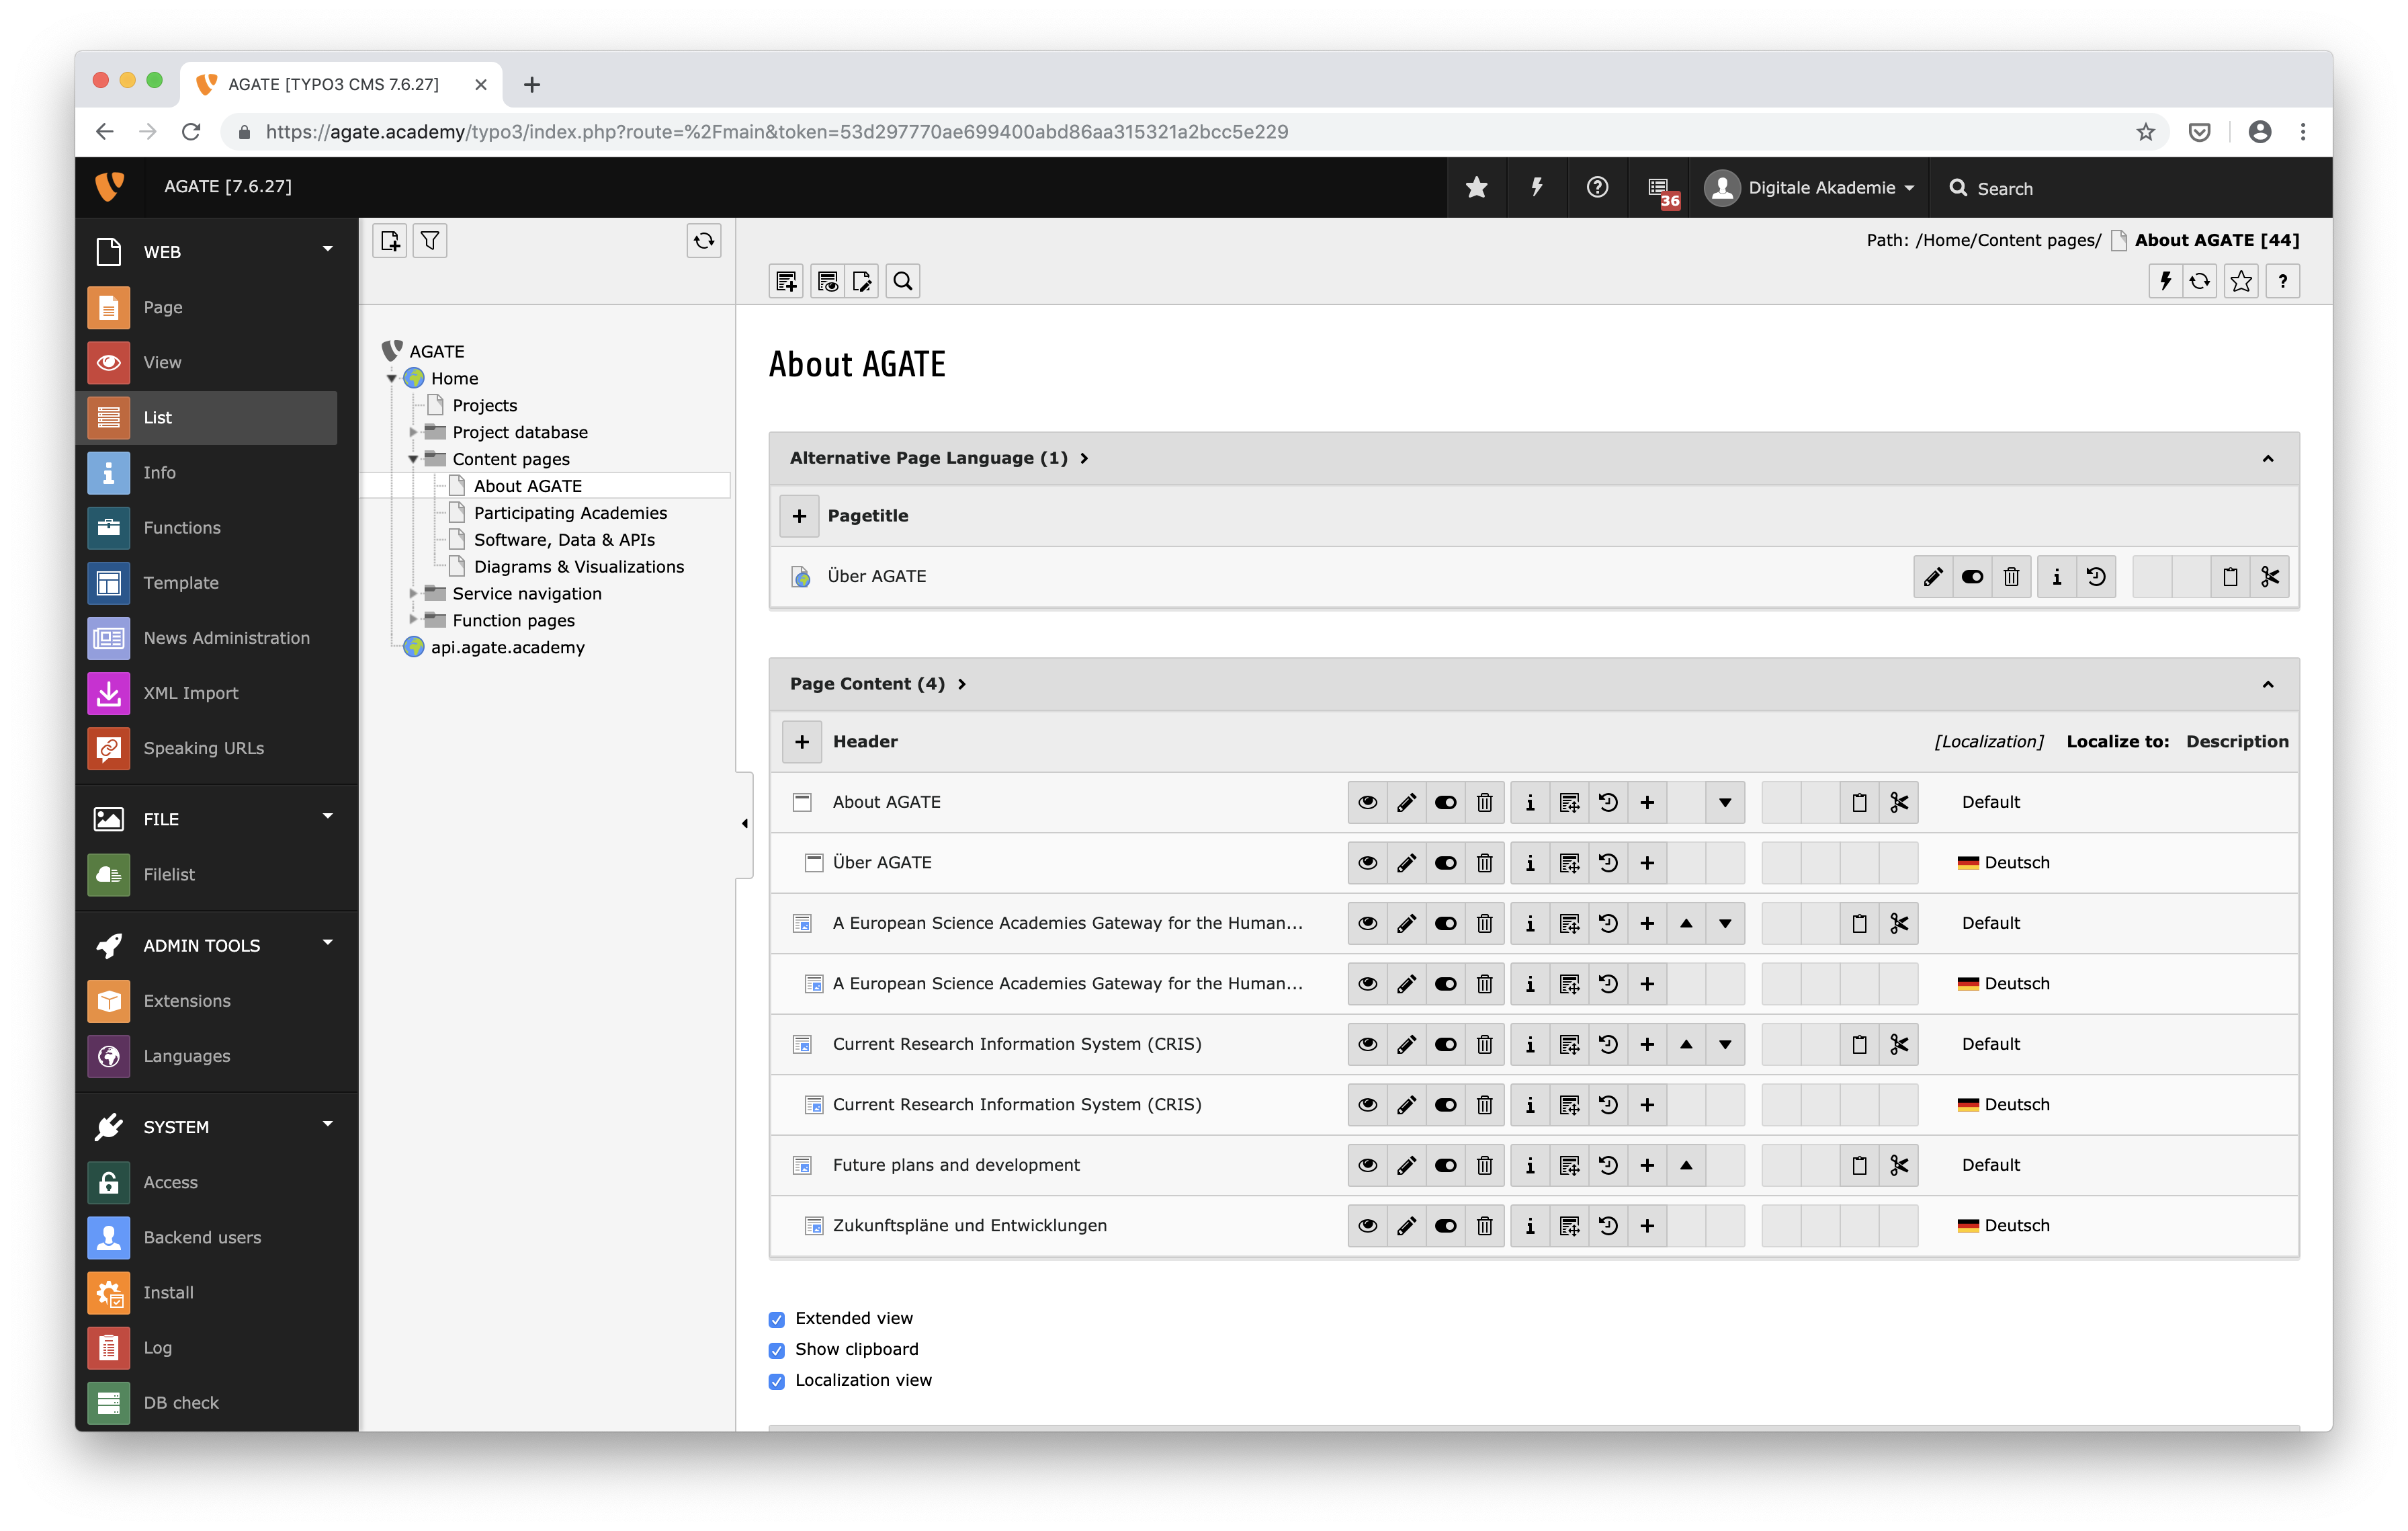 AGATE [TYPO3 CMS 7.6.27]
https://agate.academy/typo3/index.php?route=%2Fmain&token=53d297770ae699400abd86aa315321a2bcc5e229
AGATE [7.6.27]
36
Digitale Akademie
Search
WEB
Page
View
List
Info
Functions
Template
News Administration
XML Import
Speaking URLs
FILE
Filelist
ADMIN TOOLS
Extensions
Languages
SYSTEM
Access
Backend users
Install
Log
DB check
AGATE
Home
Projects
Project database
Content pages
About AGATE
Participating Academies
Software, Data & APIs
Diagrams & Visualizations
Service navigation
Function pages
api.agate.academy
Path: /Home/Content pages/ About AGATE [44]
About AGATE
Alternative Page Language (1)
Pagetitle
Über AGATE
Page Content (4)
Header [Localization] Localize to: Description
About AGATE Default
Über AGATE Deutsch
A European Science Academies Gateway for the Human... Default
A European Science Academies Gateway for the Human... Deutsch
Current Research Information System (CRIS) Default
Current Research Information System (CRIS) Deutsch
Future plans and development Default
Zukunftspläne und Entwicklungen Deutsch
Extended view
Show clipboard
Localization view